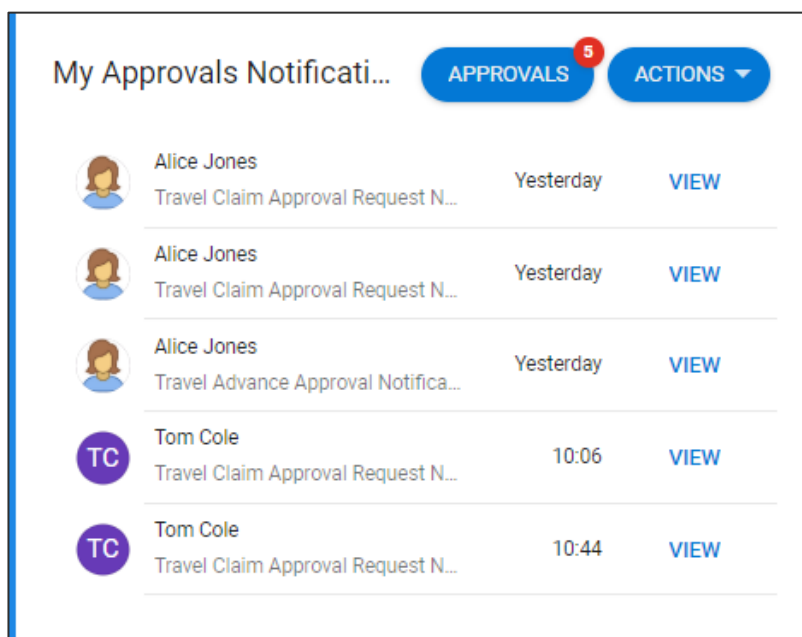 My Approvals Notificati... APPROVALS 5 ACTIONS
Alice Jones
Travel Claim Approval Request N... Yesterday VIEW
Alice Jones
Travel Claim Approval Request N... Yesterday VIEW
Alice Jones
Travel Advance Approval Notifica... Yesterday VIEW
TC Tom Cole
Travel Claim Approval Request N... 10:06 VIEW
TC Tom Cole
Travel Claim Approval Request N... 10:44 VIEW